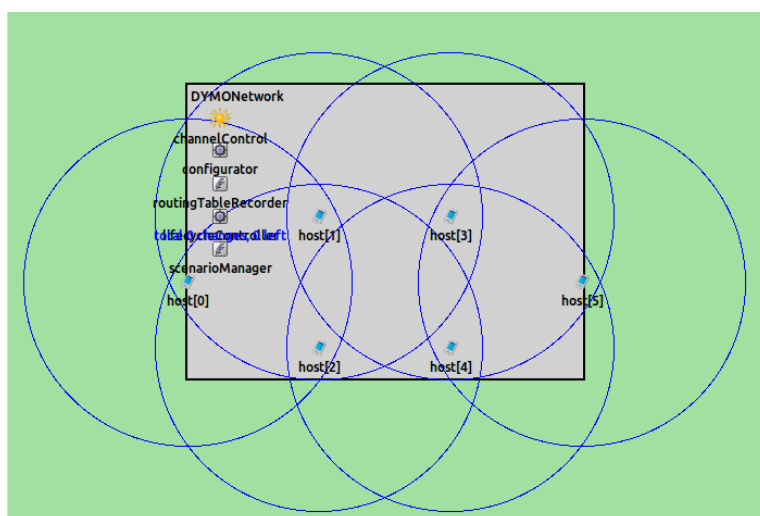 DYMONetwork
channelControl
configurator
routingTableRecorder
host[1]
host[3]
scenarioManager
host[0]
host[5]
host[2]
host[4]